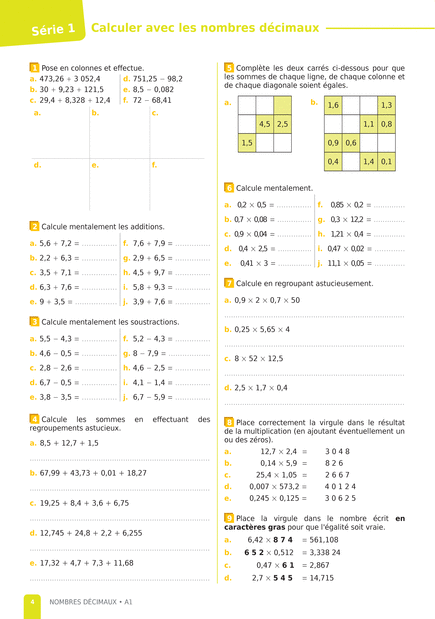 Série 1
Calculer avec les nombres décimaux
1 Pose en colonnes et effectue.
a. 473,26 + 3 052,4 d. 751,25 – 98,2
b. 30 + 9,23 + 121,5 e. 8,5 – 0,082
c. 29,4 + 8,328 + 12,4 f. 72 – 68,41
a. b. c.
d. e. f.
2 Calcule mentalement les additions.
a. 5,6 + 7,2 = .............. f. 7,6 + 7,9 = ..............
b. 2,2 + 6,3 = .............. g. 2,9 + 6,5 = ..............
c. 3,5 + 7,1 = .............. h. 4,5 + 9,7 = ..............
d. 6,3 + 7,6 = .............. i. 5,8 + 9,3 = ..............
e. 9 + 3,5 = .............. j. 3,9 + 7,6 = ..............
3 Calcule mentalement les soustractions.
a. 5,5 – 4,3 = .............. f. 5,2 – 4,3 = ..............
b. 4,6 – 0,5 = .............. g. 8 – 7,9 = ..............
c. 2,8 – 2,6 = .............. h. 4,6 – 2,5 = ..............
d. 6,7 – 0,5 = .............. i. 4,1 – 1,4 = ..............
e. 3,8 – 3,5 = .............. j. 6,7 – 5,9 = ..............
4 Calcule les sommes en effectuant des
regroupements astucieux.
a. 8,5 + 12,7 + 1,5
b. 67,99 + 43,73 + 0,01 + 18,27
c. 19,25 + 8,4 + 3,6 + 6,75
d. 12,745 + 24,8 + 2,2 + 6,255
e. 17,32 + 4,7 + 7,3 + 11,68
5 Complète les deux carrés ci-dessous pour que
les sommes de chaque ligne, de chaque colonne et
de chaque diagonale soient égales.
a. b. 1,6 1,3
4,5 2,5 1,1 0,8
1,5 0,9 0,6
0,4 1,4 0,1
6 Calcule mentalement.
a. 0,2 × 0,5 = .............. f. 0,85 × 0,2 = ..............
b. 0,7 × 0,08 = .............. g. 0,3 × 12,2 = ..............
c. 0,9 × 0,04 = .............. h. 1,21 × 0,4 = ..............
d. 0,4 × 2,5 = .............. i. 0,47 × 0,02 = ..............
e. 0,41 × 3 = .............. j. 11,1 × 0,05 = ..............
7 Calcule en regroupant astucieusement.
a. 0,9 × 2 × 0,7 × 50
b. 0,25 × 5,65 × 4
c. 8 × 52 × 12,5
d. 2,5 × 1,7 × 0,4
8 Place correctement la virgule dans le résultat
de la multiplication (en ajoutant éventuellement un
ou des zéros).
a. 12,7 × 2,4 = 3 0 4 8
b. 0,14 × 5,9 = 8 2 6
c. 25,4 × 1,05 = 2 6 6 7
d. 0,007 × 573,2 = 4 0 1 2 4
e. 0,245 × 0,125 = 3 0 6 2 5
9 Place la virgule dans le nombre écrit en
caractères gras pour que l'égalité soit vraie.
a. 6,42 × 8 7 4 = 561,108
b. 6 5 2 × 0,512 = 3,338 24
c. 0,47 × 6 1 = 2,867
d. 2,7 × 5 4 5 = 14,715
4 NOMBRES DÉCIMAUX • A1